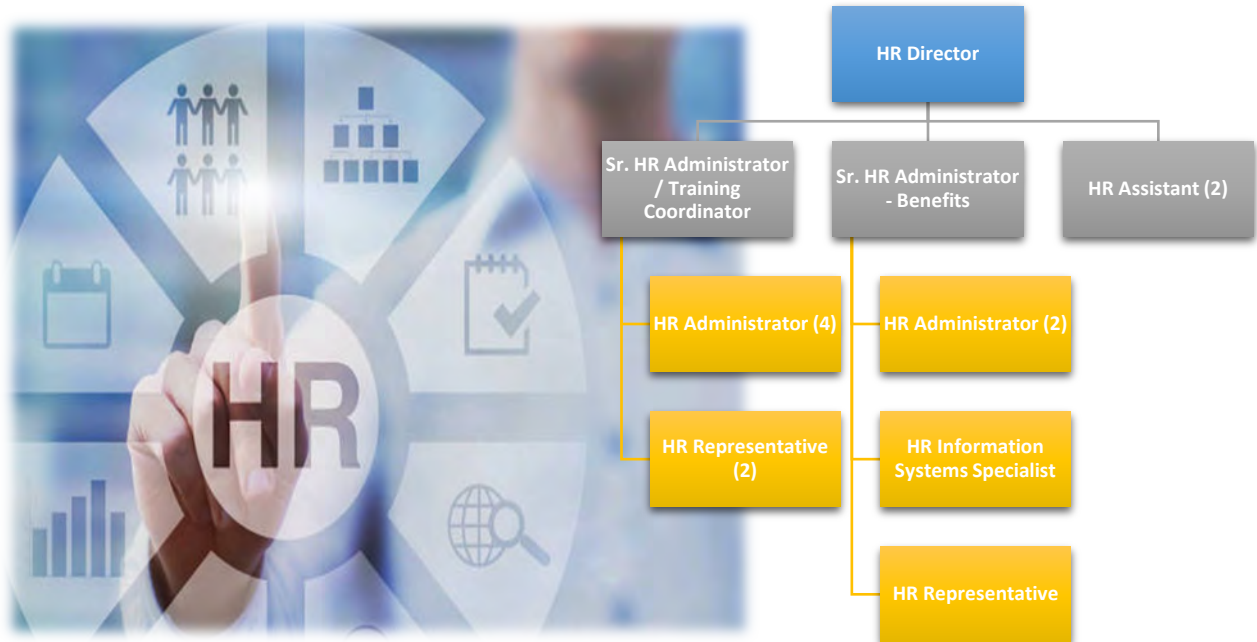 HR
HR Director
Sr. HR Administrator
/ Training
Coordinator
Sr. HR Administrator
- Benefits
HR Assistant (2)
HR Administrator (4)
HR Administrator (2)
HR Representative
(2)
HR Information
Systems Specialist
HR Representative